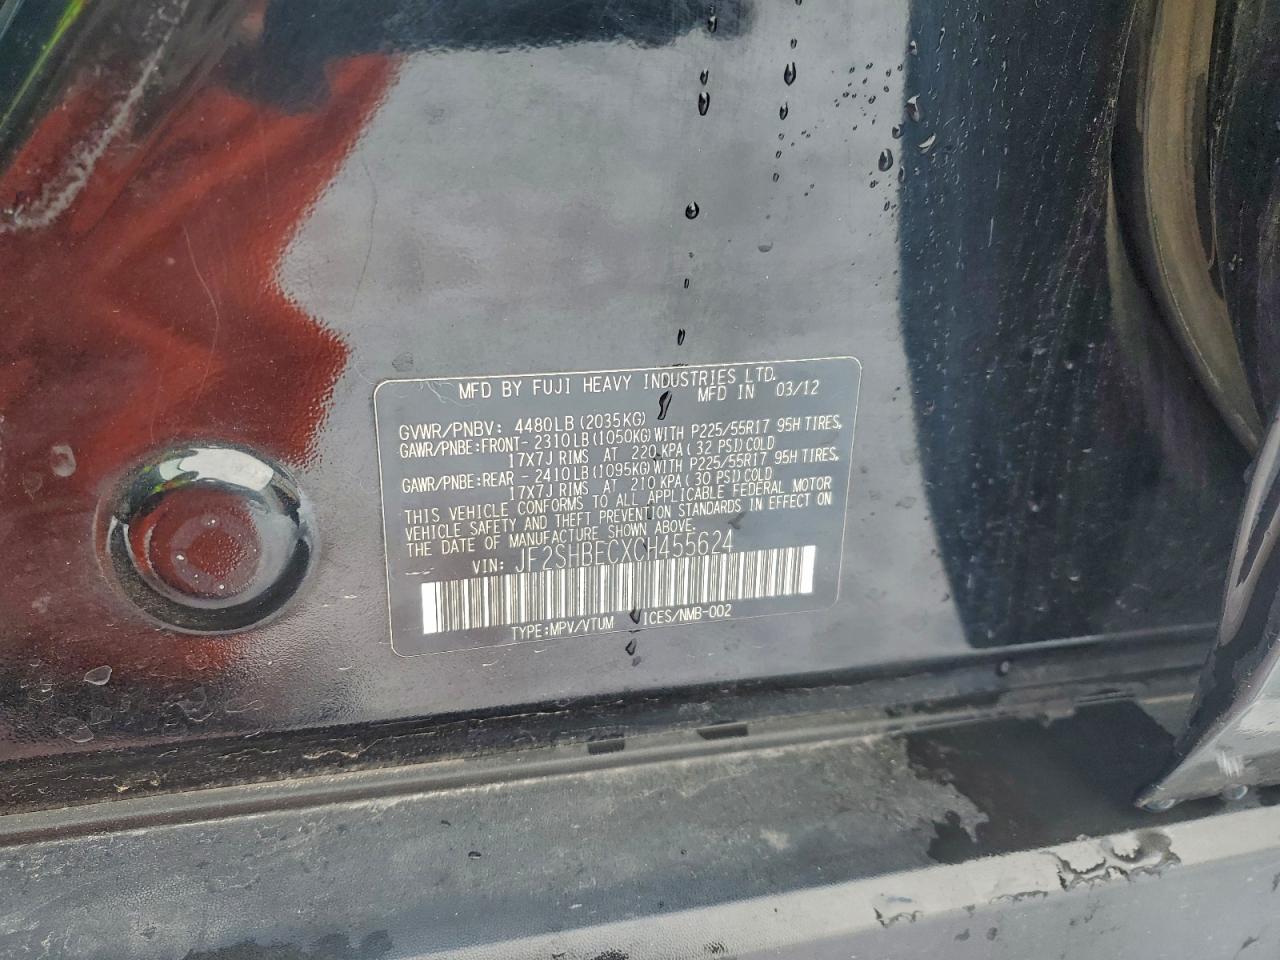 MFD BY FUJI HEAVY INDUSTRIES LTD.
MFD IN 03/12
GVWR/PNBV: 4480LB (2035KG)
GAWR/PNBE:FRONT- 2310LB (1050KG) WITH P225/55R17 95H TIRES,
17X7J RIMS AT 220 KPA ( 32 PSI) COLD
GAWR/PNBE:REAR - 2410LB (1095KG) WITH P225/55R17 95H TIRES,
17X7J RIMS AT 210 KPA ( 30 PSI) COLD
THIS VEHICLE CONFORMS TO ALL APPLICABLE FEDERAL MOTOR
VEHICLE SAFETY AND THEFT PREVENTION STANDARDS IN EFFECT ON
THE DATE OF MANUFACTURE SHOWN ABOVE.
VIN: JF2SHBECXCH455624
TYPE:MPV/VTUM ICES/NMB-002